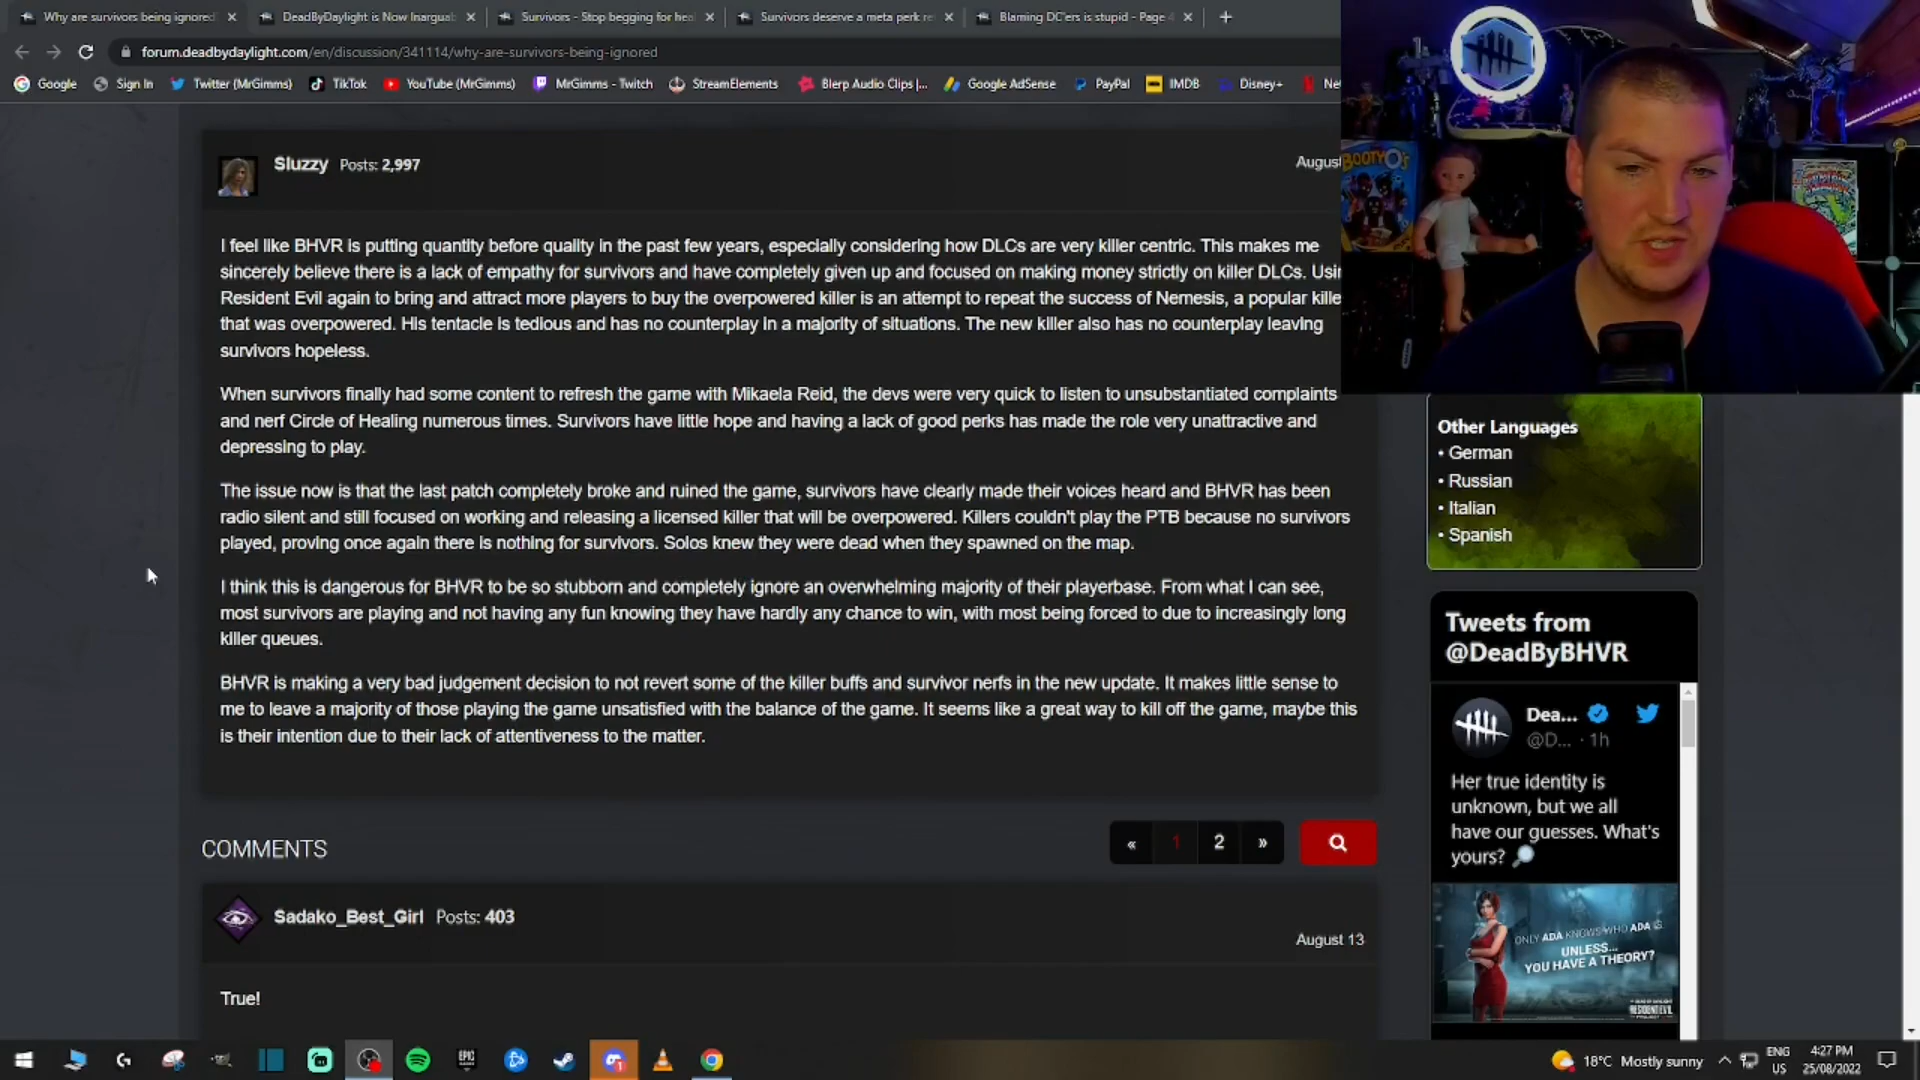 Why are survivors being ignored
DeadByDaylight is Now Inarguab
Survivors - Stop begging for hea
Survivors deserve a meta perk re
Blaming DC'ers is stupid - Page 4
forum.deadbydaylight.com/en/discussion/341114/why-are-survivors-being-ignored
Google
Sign In
Twitter (MrGimms)
TikTok
YouTube (MrGimms)
MrGimms - Twitch
StreamElements
Blerp Audio Clips |...
Google AdSense
PayPal
IMDB
Disney+
BOOTY O's
Sluzzy Posts: 2,997
August
I feel like BHVR is putting quantity before quality in the past few years, especially considering how DLCs are very killer centric. This makes me
sincerely believe there is a lack of empathy for survivors and have completely given up and focused on making money strictly on killer DLCs. Usin
Resident Evil again to bring and attract more players to buy the overpowered killer is an attempt to repeat the success of Nemesis, a popular kille
that was overpowered. His tentacle is tedious and has no counterplay in a majority of situations. The new killer also has no counterplay leaving
survivors hopeless.
When survivors finally had some content to refresh the game with Mikaela Reid, the devs were very quick to listen to unsubstantiated complaints
and nerf Circle of Healing numerous times. Survivors have little hope and having a lack of good perks has made the role very unattractive and
depressing to play.
The issue now is that the last patch completely broke and ruined the game, survivors have clearly made their voices heard and BHVR has been
radio silent and still focused on working and releasing a licensed killer that will be overpowered. Killers couldn't play the PTB because no survivors
played, proving once again there is nothing for survivors. Solos knew they were dead when they spawned on the map.
I think this is dangerous for BHVR to be so stubborn and completely ignore an overwhelming majority of their playerbase. From what I can see,
most survivors are playing and not having any fun knowing they have hardly any chance to win, with most being forced to due to increasingly long
killer queues.
BHVR is making a very bad judgement decision to not revert some of the killer buffs and survivor nerfs in the new update. It makes little sense to
me to leave a majority of those playing the game unsatisfied with the balance of the game. It seems like a great way to kill off the game, maybe this
is their intention due to their lack of attentiveness to the matter.
COMMENTS
« 1 2 »
Sadako_Best_Girl Posts: 403
August 13
True!
Other Languages
• German
• Russian
• Italian
• Spanish
Tweets from
@DeadByBHVR
Dea...
@D... · 1h
Her true identity is
unknown, but we all
have our guesses. What's
yours?
ONLY ADA KNOWS WHO ADA IS.
UNLESS...
YOU HAVE A THEORY?
RESIDENT EVIL
EPIC
1
18°C Mostly sunny
ENG
US
4:27 PM
25/08/2022